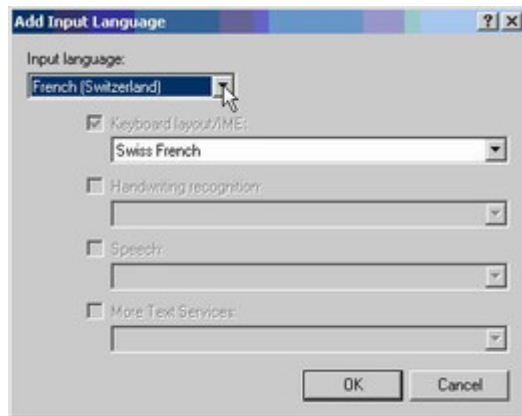 Add Input Language
Input language:
French (Switzerland)
Keyboard layout/IME:
Swiss French
Handwriting recognition:
Speech:
More Text Services:
OK Cancel